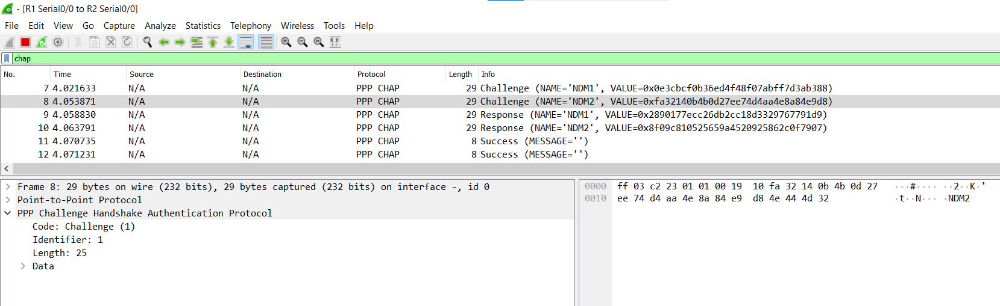 - [R1 Serial0/0 to R2 Serial0/0]
File Edit View Go Capture Analyze Statistics Telephony Wireless Tools Help
chap
No. Time Source Destination Protocol Length Info
7 4.021633 N/A N/A PPP CHAP 29 Challenge (NAME='NDM1', VALUE=0x0e3cbcf0b36ed4f48f07abff7d3ab388)
8 4.053871 N/A N/A PPP CHAP 29 Challenge (NAME='NDM2', VALUE=0xfa32140b4b0d27ee74d4aa4e8a84e9d8)
9 4.058830 N/A N/A PPP CHAP 29 Response (NAME='NDM1', VALUE=0x2890177ecc26db2cc18d3329767791d9)
10 4.063791 N/A N/A PPP CHAP 29 Response (NAME='NDM2', VALUE=0x8f09c810525659a4520925862c0f7907)
11 4.070735 N/A N/A PPP CHAP 8 Success (MESSAGE='')
12 4.071231 N/A N/A PPP CHAP 8 Success (MESSAGE='')
Frame 8: 29 bytes on wire (232 bits), 29 bytes captured (232 bits) on interface -, id 0
Point-to-Point Protocol
PPP Challenge Handshake Authentication Protocol
Code: Challenge (1)
Identifier: 1
Length: 25
Data
0000 ff 03 c2 23 01 01 00 19 10 fa 32 14 0b 4b 0d 27 ···#···· ··2··K·'
0010 ee 74 d4 aa 4e 8a 84 e9 d8 4e 44 4d 32 ·t··N··· ·NDM2